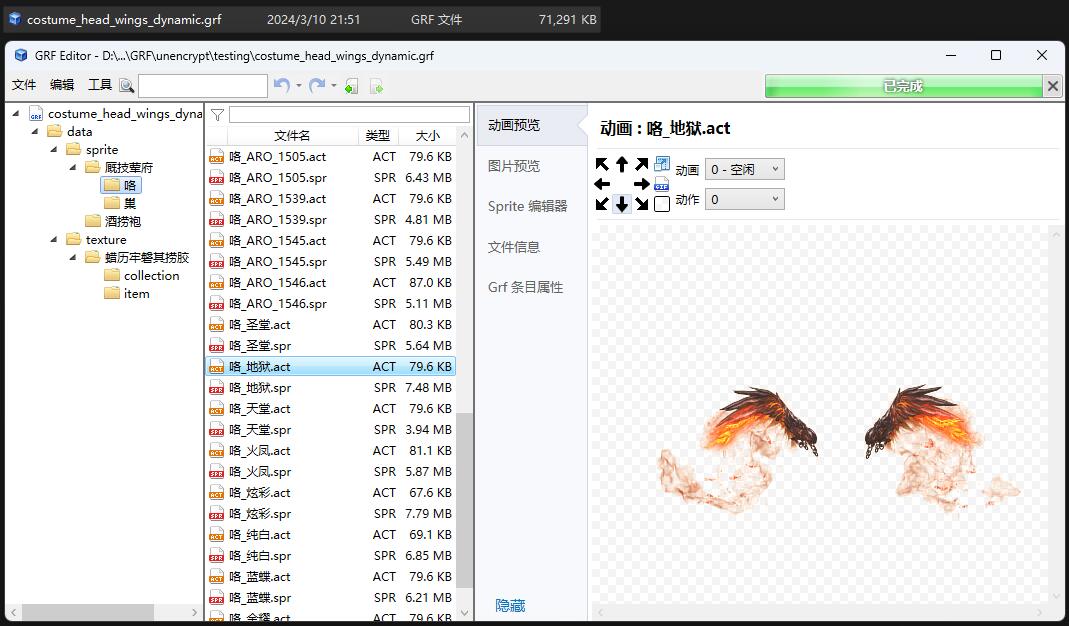 costume_head_wings_dynamic.grf 2024/3/10 21:51 GRF 文件 71,291 KB
GRF Editor - D:\...\GRF\unencrypt\testing\costume_head_wings_dynamic.grf
文件 编辑 工具 已完成
costume_head_wings_dyna
data
sprite
厩技荤府
咯
巢
酒捞袍
texture
蜡历牢磐其捞胶
collection
item
文件名 类型 大小
咯_ARO_1505.act ACT 79.6 KB
咯_ARO_1505.spr SPR 6.43 MB
咯_ARO_1539.act ACT 79.6 KB
咯_ARO_1539.spr SPR 4.81 MB
咯_ARO_1545.act ACT 79.6 KB
咯_ARO_1545.spr SPR 5.49 MB
咯_ARO_1546.act ACT 87.0 KB
咯_ARO_1546.spr SPR 5.11 MB
咯_圣堂.act ACT 80.3 KB
咯_圣堂.spr SPR 5.64 MB
咯_地狱.act ACT 79.6 KB
咯_地狱.spr SPR 7.48 MB
咯_天堂.act ACT 79.6 KB
咯_天堂.spr SPR 3.94 MB
咯_火凤.act ACT 81.1 KB
咯_火凤.spr SPR 5.87 MB
咯_炫彩.act ACT 67.6 KB
咯_炫彩.spr SPR 7.79 MB
咯_纯白.act ACT 69.1 KB
咯_纯白.spr SPR 6.85 MB
咯_蓝蝶.act ACT 79.6 KB
咯_蓝蝶.spr SPR 6.21 MB
咯_金耀.act ACT 79.6 KB
动画预览
图片预览
Sprite 编辑器
文件信息
Grf 条目属性
隐藏
动画 : 咯_地狱.act
动画 0 - 空闲
GIF
动作 0